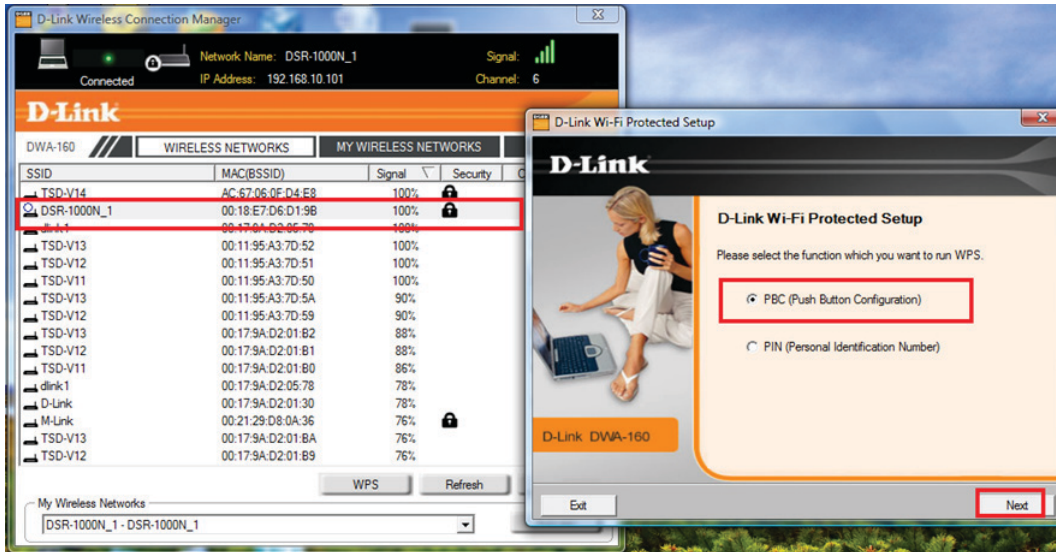 D-Link Wireless Connection Manager
Network Name: DSR-1000N_1 Signal:
Connected IP Address: 192.168.10.101 Channel: 6
D-Link
DWA-160 WIRELESS NETWORKS MY WIRELESS NETWORKS
SSID MAC(BSSID) Signal Security
TSD-V14 AC:67:06:0F:D4:E8 100%
DSR-1000N_1 00:18:E7:D6:D1:9B 100%
dlink1 00:17:9A:D2:05:79 100%
TSD-V13 00:11:95:A3:7D:52 100%
TSD-V12 00:11:95:A3:7D:51 100%
TSD-V11 00:11:95:A3:7D:50 100%
TSD-V13 00:11:95:A3:7D:5A 90%
TSD-V12 00:11:95:A3:7D:59 90%
TSD-V13 00:17:9A:D2:01:B2 88%
TSD-V12 00:17:9A:D2:01:B1 88%
TSD-V11 00:17:9A:D2:01:B0 86%
dlink1 00:17:9A:D2:05:78 78%
D-Link 00:17:9A:D2:01:30 78%
M-Link 00:21:29:D8:0A:36 76%
TSD-V13 00:17:9A:D2:01:BA 76%
TSD-V12 00:17:9A:D2:01:B9 76%
WPS Refresh
My Wireless Networks
DSR-1000N_1 - DSR-1000N_1
D-Link Wi-Fi Protected Setup
D-Link
D-Link Wi-Fi Protected Setup
Please select the function which you want to run WPS.
PBC (Push Button Configuration)
PIN (Personal Identification Number)
D-Link DWA-160
Exit Next